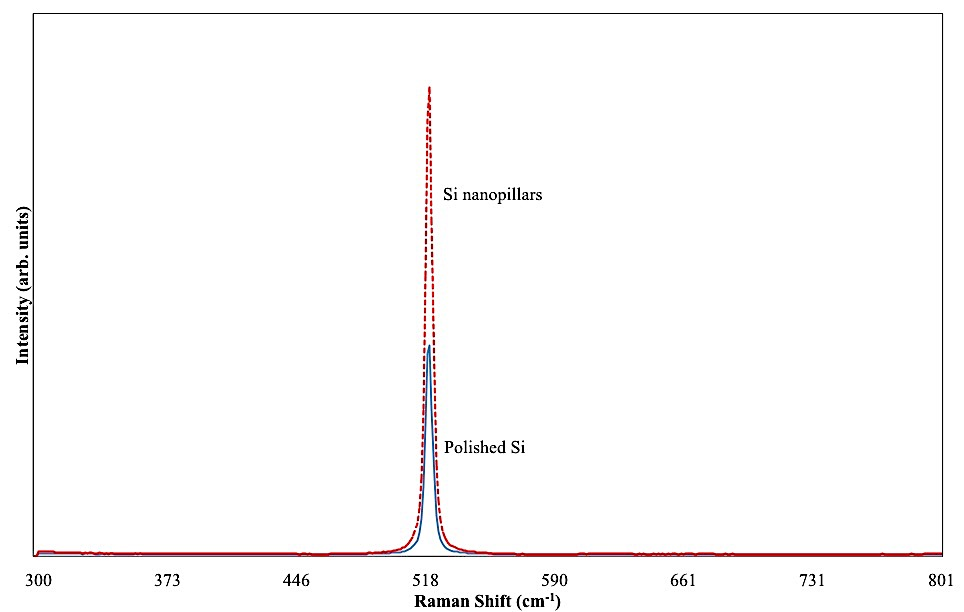 Si nanopillars
Intensity (arb. units)
Polished Si
300 373 446 518 590 661 731 801
Raman Shift (cm⁻¹)